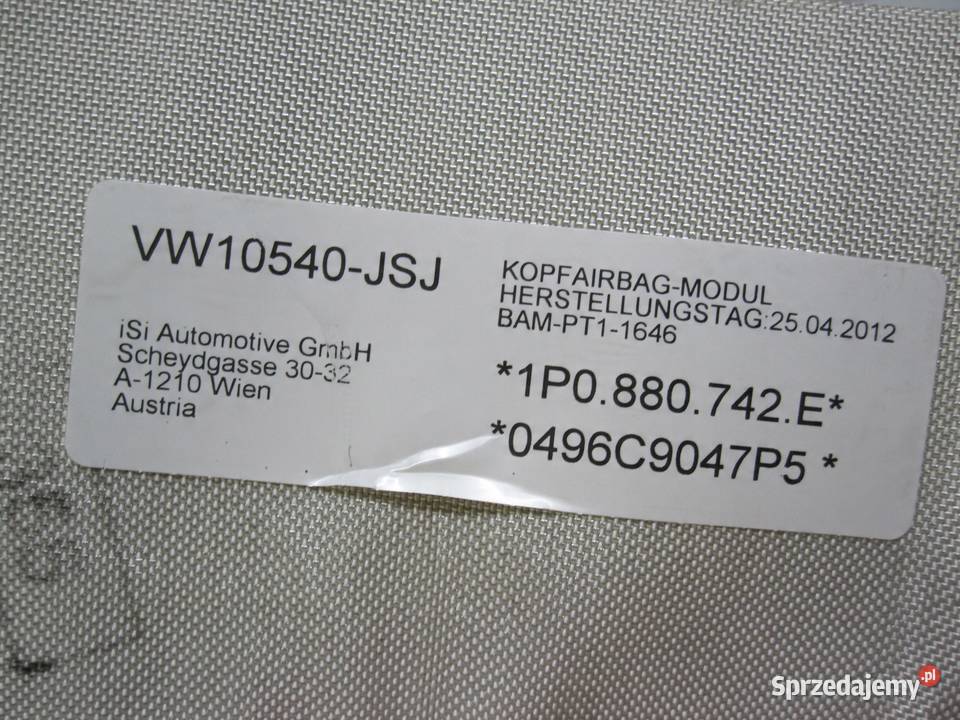 VW10540-JSJ
iSi Automotive GmbH
Scheydgasse 30-32
A-1210 Wien
Austria
KOPFAIRBAG-MODUL
HERSTELLUNGSTAG:25.04.2012
BAM-PT1-1646
*1P0.880.742.E*
*0496C9047P5 *
Sprzedajemy.pl